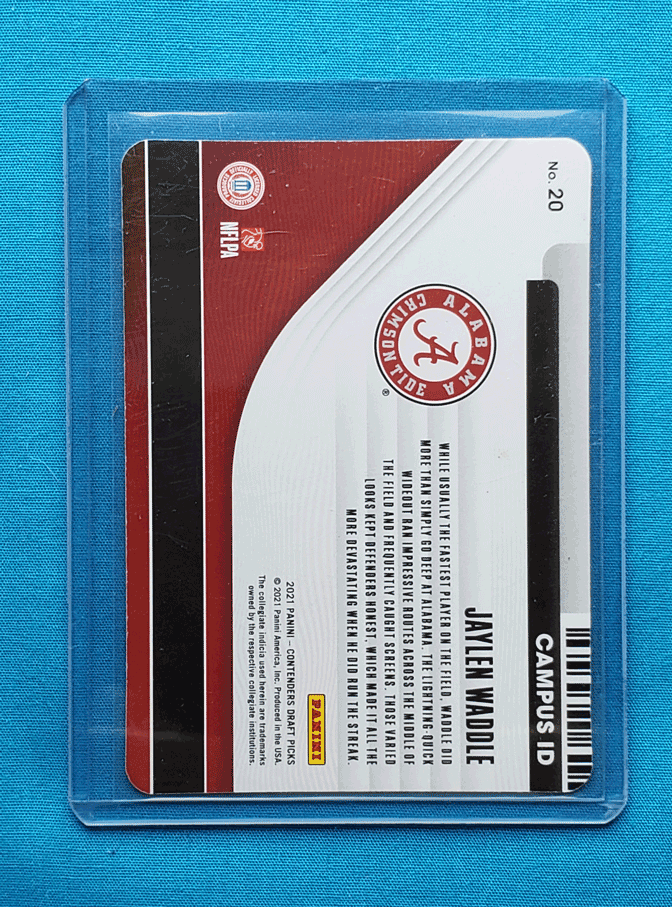 No. 20
CAMPUS ID
ALABAMA
A
CRIMSON TIDE
®
JAYLEN WADDLE
WHILE USUALLY THE FASTEST PLAYER ON THE FIELD, WADDLE DID
MORE THAN SIMPLY GO DEEP AT ALABAMA. THE LIGHTNING-QUICK
WIDEOUT RAN IMPRESSIVE ROUTES ACROSS THE MIDDLE OF
THE FIELD AND FREQUENTLY CAUGHT SCREENS. THOSE VARIED
LOOKS KEPT DEFENDERS HONEST, WHICH MADE IT ALL THE
MORE DEVASTATING WHEN HE DID RUN THE STREAK.
PANINI
2021 PANINI – CONTENDERS DRAFT PICKS
© 2021 Panini America, Inc. Produced in the USA.
The collegiate indicia used herein are trademarks
owned by the respective collegiate institutions.
OFFICIALLY LICENSED COLLEGIATE PRODUCTS
NFLPA